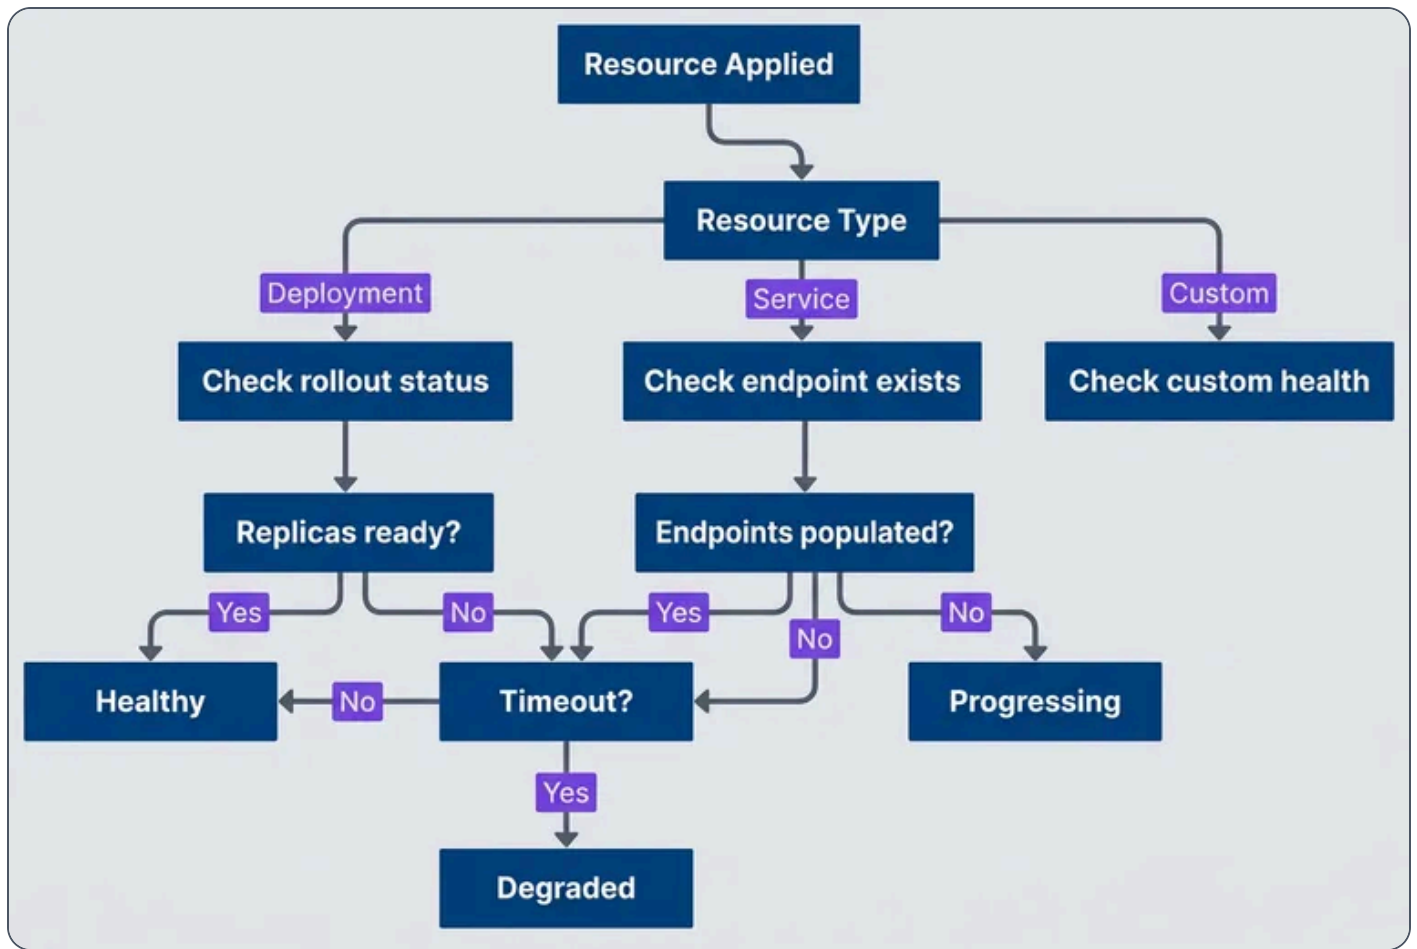 Resource Applied
Resource Type
Deployment
Service
Custom
Check rollout status
Check endpoint exists
Check custom health
Replicas ready?
Endpoints populated?
Yes
No
Yes
No
No
Healthy
No
Timeout?
Progressing
Yes
Degraded